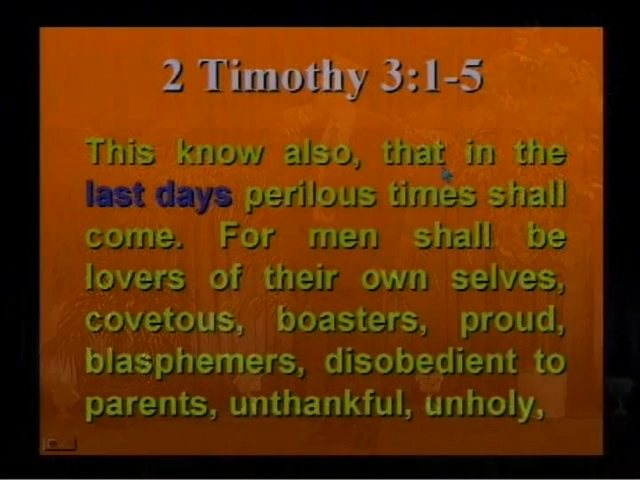 2 Timothy 3:1-5
This know also, that in the
last days perilous times shall
come. For men shall be
lovers of their own selves,
covetous, boasters, proud,
blasphemers, disobedient to
parents, unthankful, unholy,